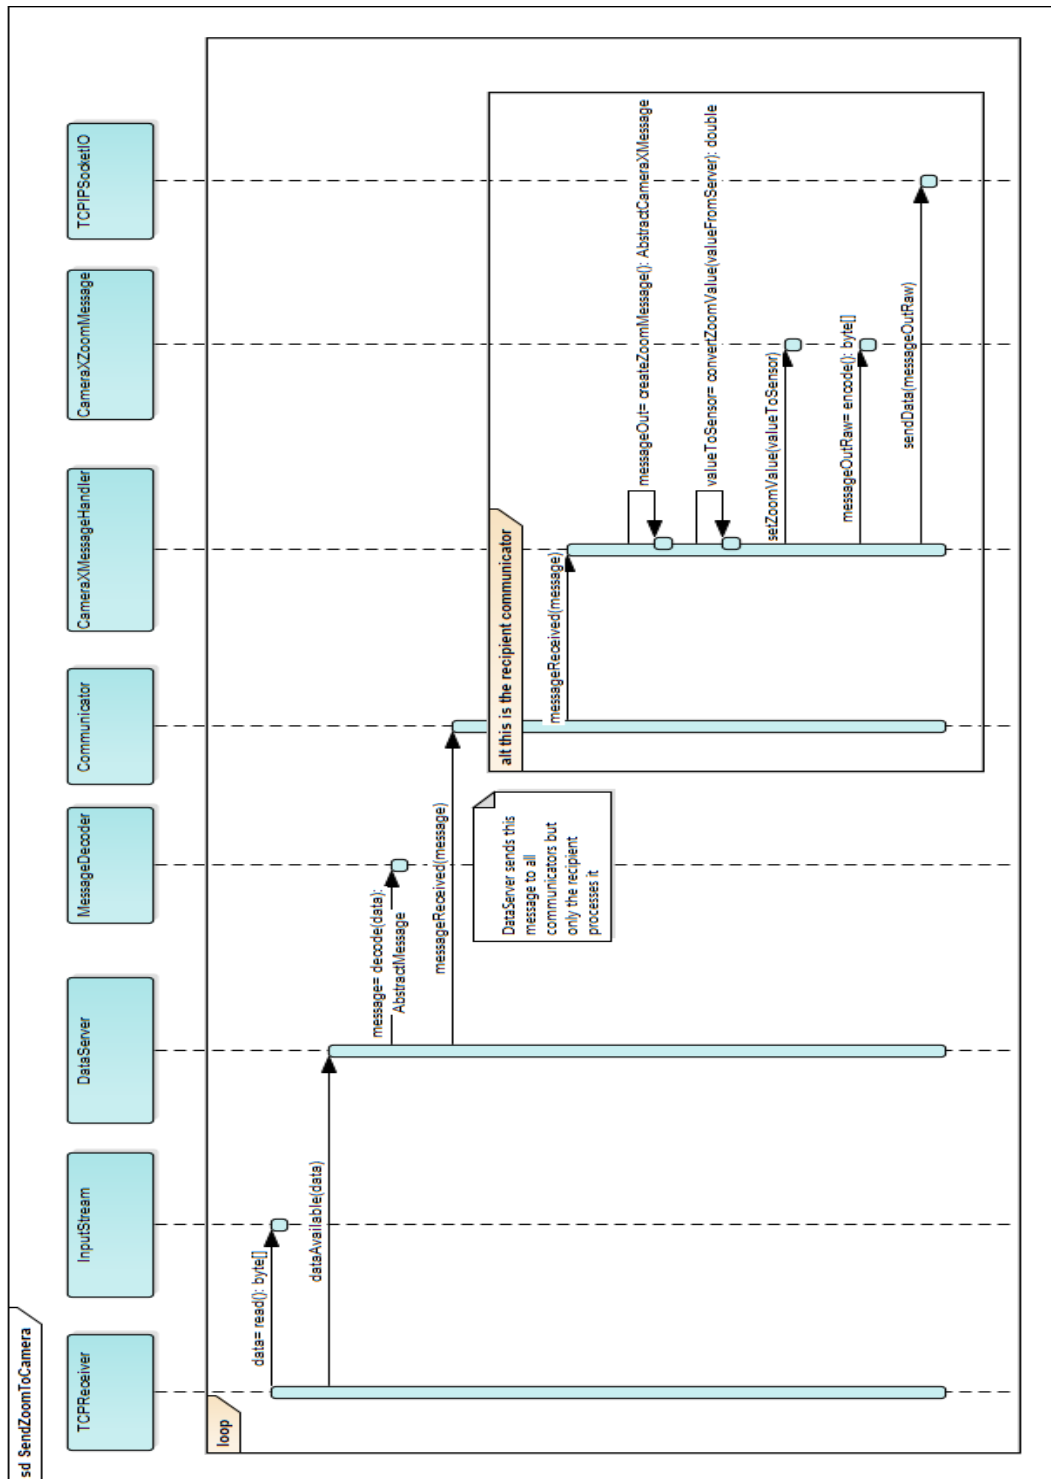 sd SendZoomToCamera
TCPReceiver
InputStream
DataServer
MessageDecoder
Communicator
CameraXMessageHandler
CameraXZoomMessage
TCPIPSocketIO
loop
data= read(): byte[]
dataAvailable(data)
message= decode(data):
AbstractMessage
messageReceived(message)
DataServer sends this
message to all
communicators but
only the recipient
processes it
alt this is the recipient communicator
messageReceived(message)
messageOut= createZoomMessage(): AbstractCameraXMessage
valueToSensor= convertZoomValue(valueFromServer): double
setZoomValue(valueToSensor)
messageOutRaw= encode(): byte[]
sendData(messageOutRaw)